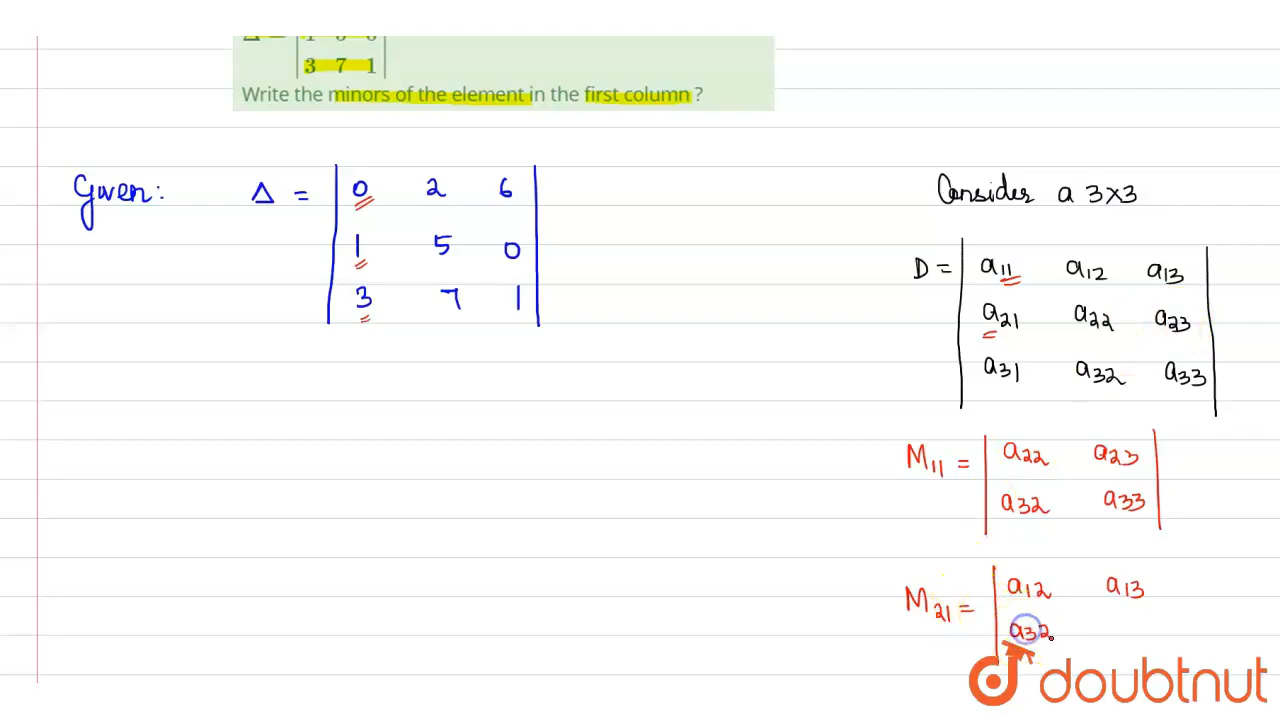 3 7 1
Write the minors of the element in the first column ?
Given: Δ = 0 2 6
1 5 0
3 7 1
Consider a 3×3
D = a11 a12 a13
a21 a22 a23
a31 a32 a33
M11 = a22 a23
a32 a33
M21 = a12 a13
a32
doubtnut